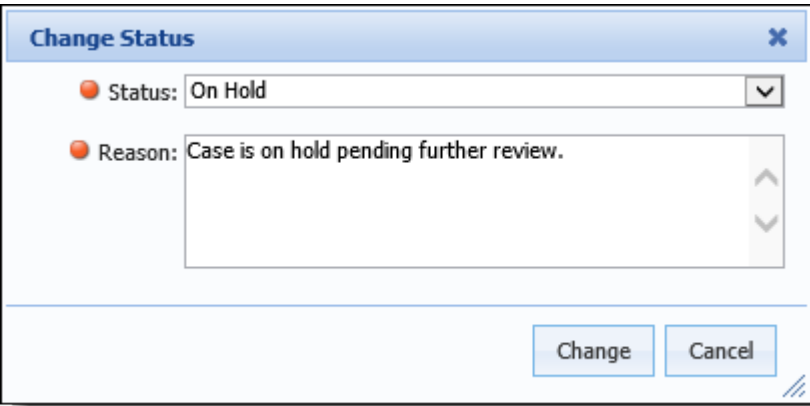 Change Status
Status: On Hold
Reason: Case is on hold pending further review.
Change Cancel